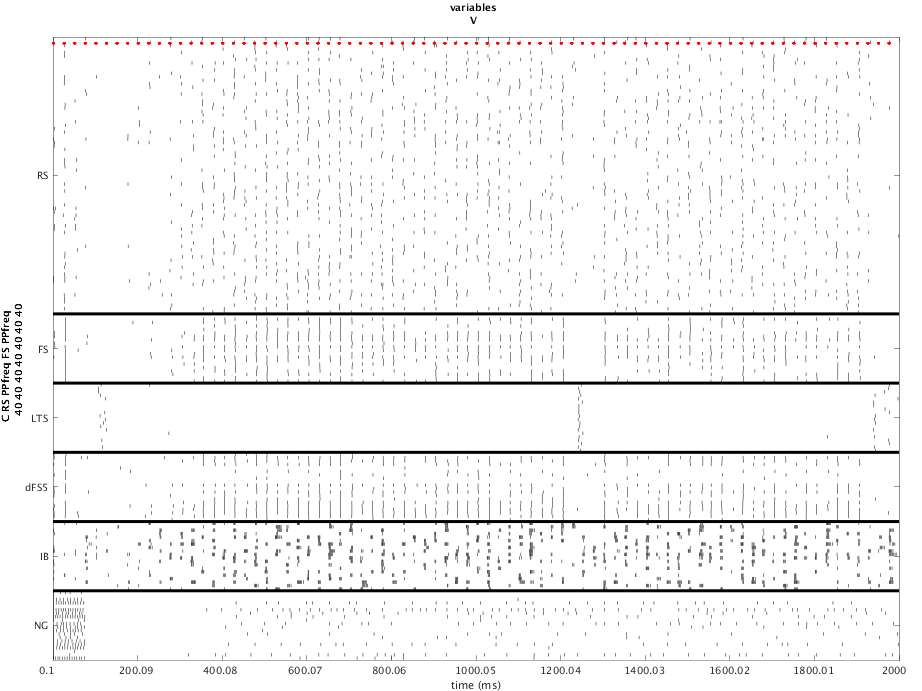 variables
V
RS
FS
LTS
dFS5
IB
NG
C RS PPfreq FS PPfreq
40 40 40 40 40 40 40
0.1 200.09 400.08 600.07 800.06 1000.05 1200.04 1400.03 1600.02 1800.01 2000
time (ms)